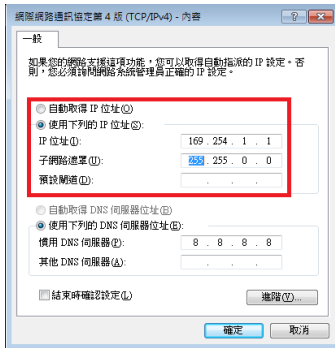 網際網路通訊協定第 4 版 (TCP/IPv4) - 內容
一般
如果您的網路支援這項功能，您可以取得自動指派的 IP 設定。否
則，您必須詢問網路系統管理員正確的 IP 設定。
自動取得 IP 位址(O)
使用下列的 IP 位址(S):
IP 位址(I): 169 . 254 . 1 . 1
子網路遮罩(U): 255 . 255 . 0 . 0
預設閘道(D): . . .
自動取得 DNS 伺服器位址(B)
使用下列的 DNS 伺服器位址(E):
慣用 DNS 伺服器(P): 8 . 8 . 8 . 8
其他 DNS 伺服器(A): . . .
結束時確認設定(L)
進階(V)...
確定 取消